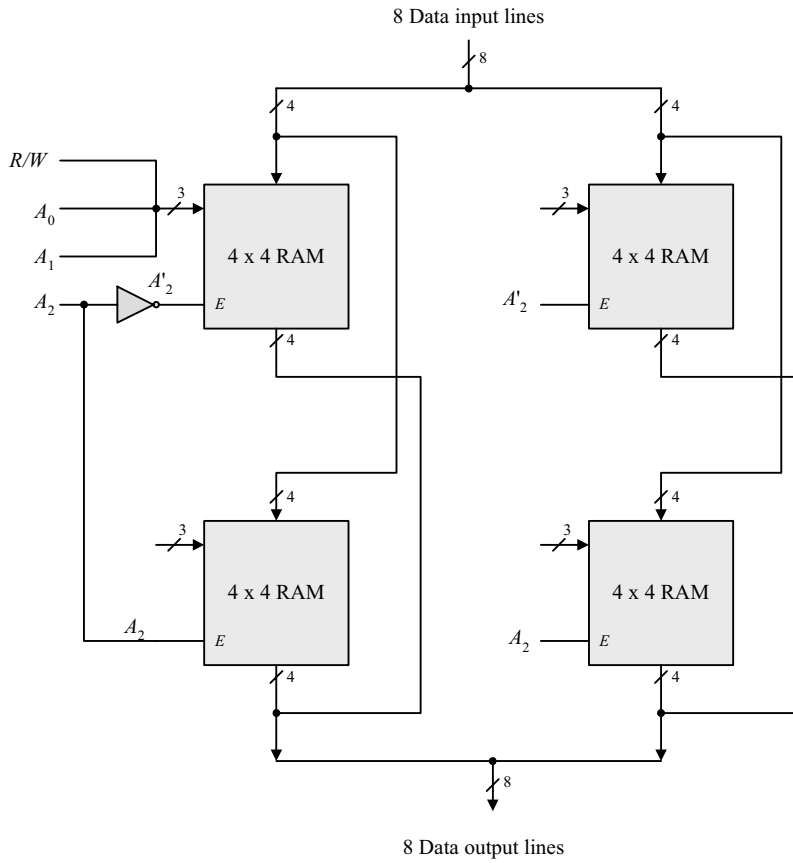 8 Data input lines
8
4 4
R/W
3 3
A0
A1
4 x 4 RAM 4 x 4 RAM
A'2
A2 E A'2 E
4 4
4 4
3 3
4 x 4 RAM 4 x 4 RAM
A2 E A2 E
4 4
8
8 Data output lines